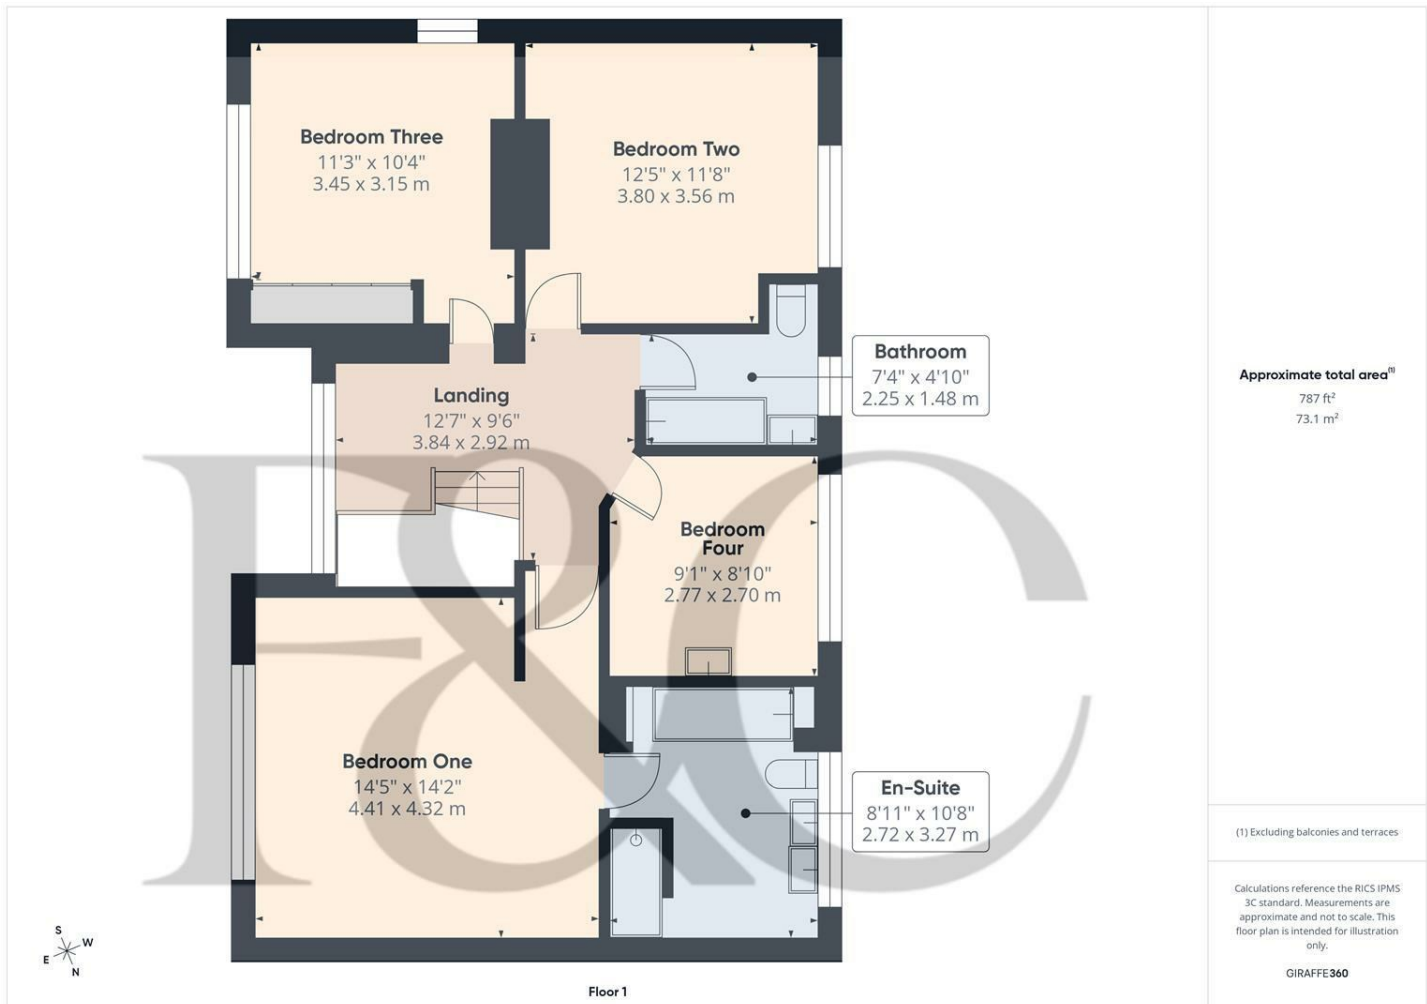 Bedroom Three
11'3" x 10'4"
3.45 x 3.15 m
Bedroom Two
12'5" x 11'8"
3.80 x 3.56 m
Bathroom
7'4" x 4'10"
2.25 x 1.48 m
Landing
12'7" x 9'6"
3.84 x 2.92 m
Bedroom
Four
9'1" x 8'10"
2.77 x 2.70 m
Bedroom One
14'5" x 14'2"
4.41 x 4.32 m
En-Suite
8'11" x 10'8"
2.72 x 3.27 m
F&C
S
W
E
N
Floor 1
Approximate total area(1)
787 ft²
73.1 m²
(1) Excluding balconies and terraces
Calculations reference the RICS IPMS
3C standard. Measurements are
approximate and not to scale. This
floor plan is intended for illustration
only.
GIRAFFE360